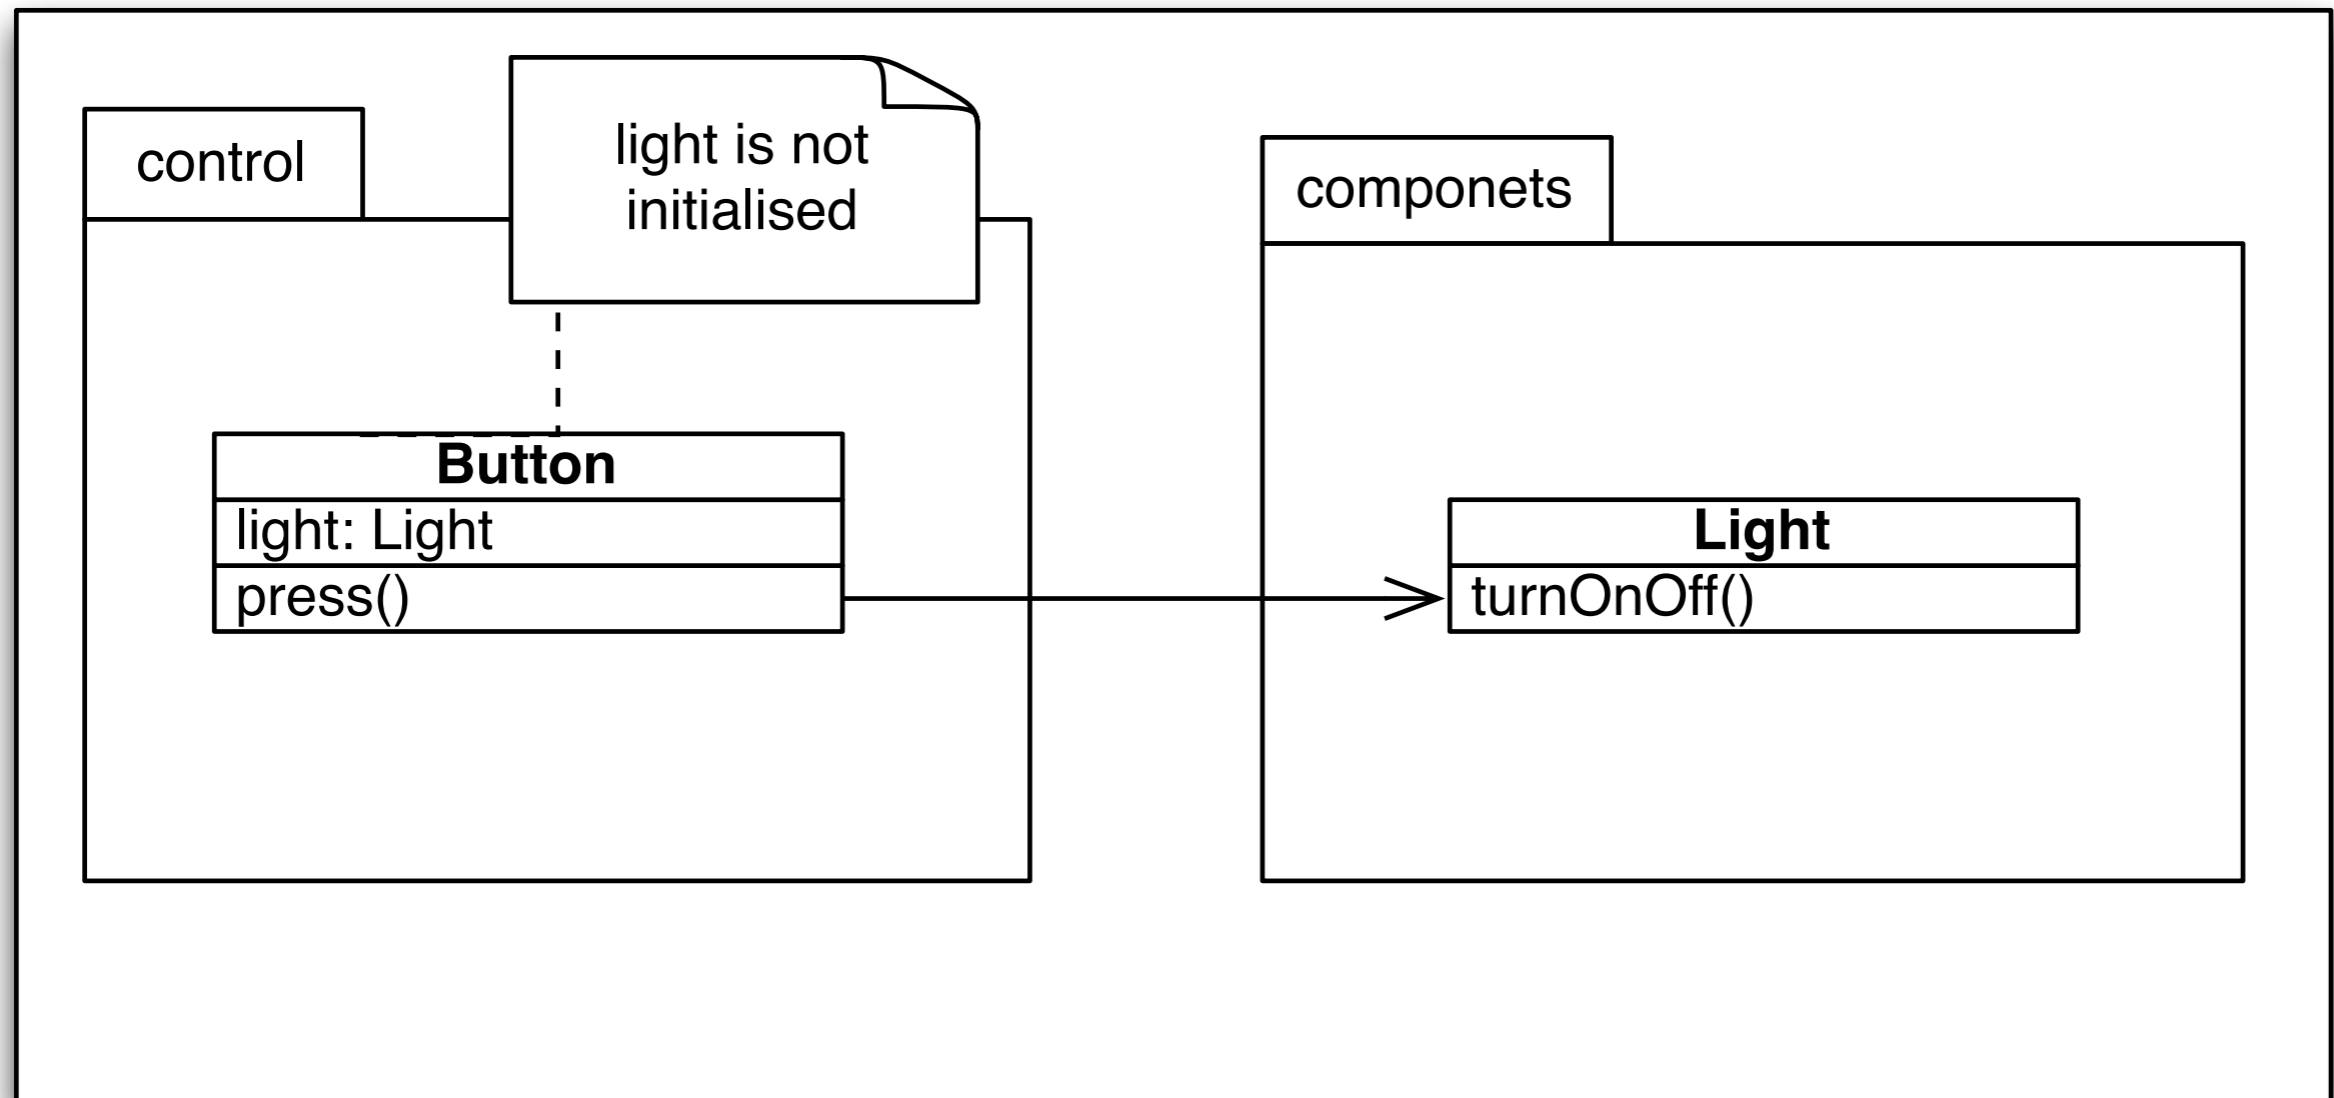 control
light is not
initialised
componets
Button
light: Light
press()
Light
turnOnOff()